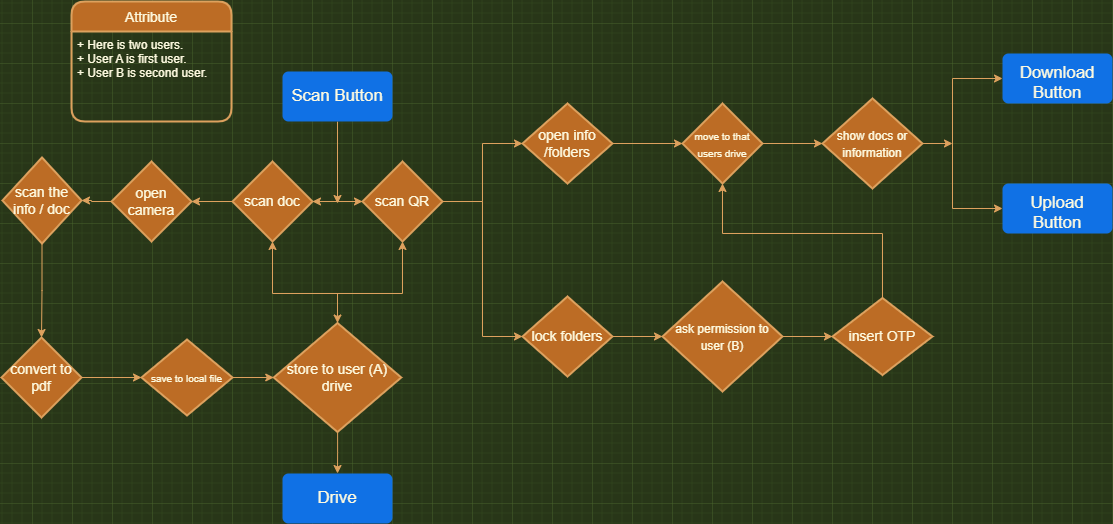 Attribute
+ Here is two users.
+ User A is first user.
+ User B is second user.
Scan Button
Download
Button
open info
/folders
move to that
users drive
show docs or
information
scan the
info / doc
open
camera
scan doc
scan QR
Upload
Button
lock folders
ask permission to
user (B)
insert OTP
convert to
pdf
save to local file
store to user (A)
drive
Drive